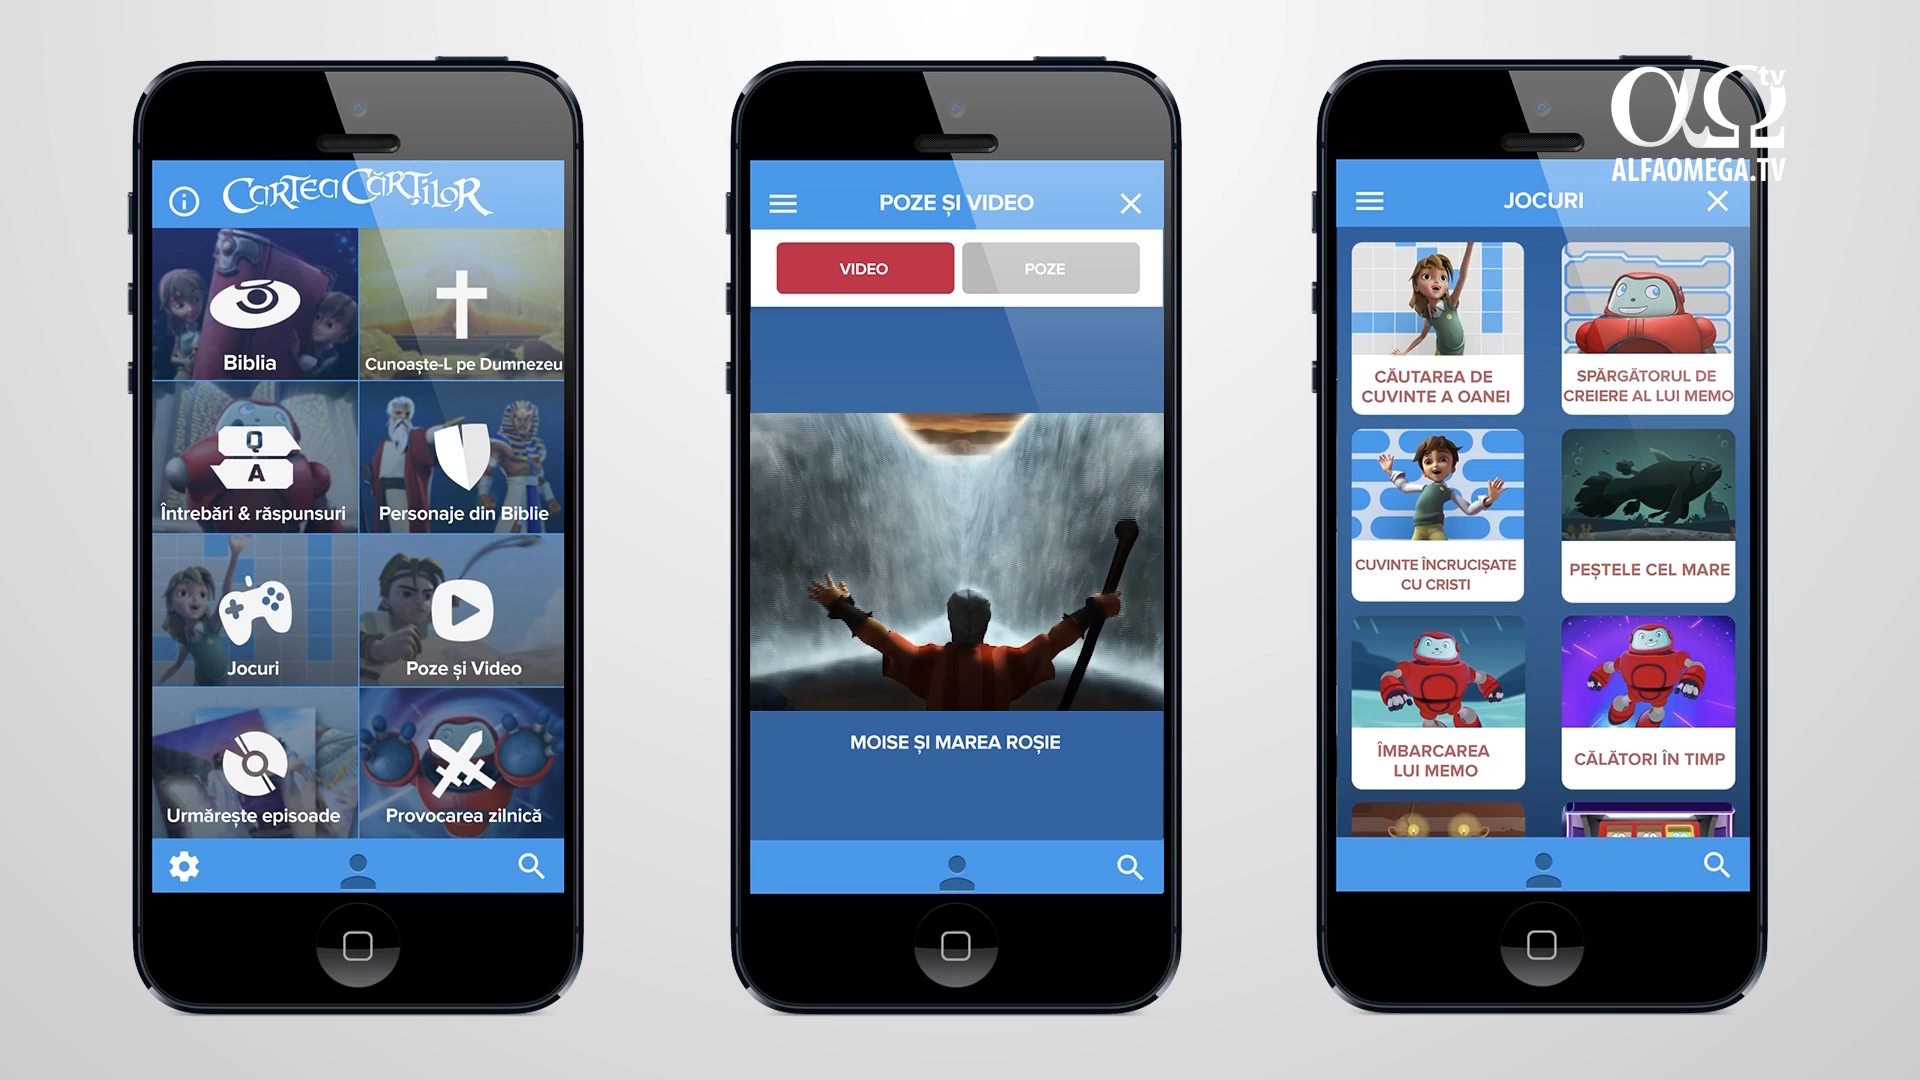 CARTEA CĂRȚILOR
Biblia
Cunoaște-L pe Dumnezeu
Q
A
Întrebări & răspunsuri
Personaje din Biblie
Jocuri
Poze și Video
Urmărește episoade
Provocarea zilnică
POZE ȘI VIDEO
VIDEO
POZE
MOISE ȘI MAREA ROȘIE
αΩ tv
ALFAOMEGA.TV
JOCURI
CĂUTAREA DE
CUVINTE A OANEI
SPĂRGĂTORUL DE
CREIERE AL LUI MEMO
CUVINTE ÎNCRUCIȘATE
CU CRISTI
PEȘTELE CEL MARE
ÎMBARCAREA
LUI MEMO
CĂLĂTORI ÎN TIMP